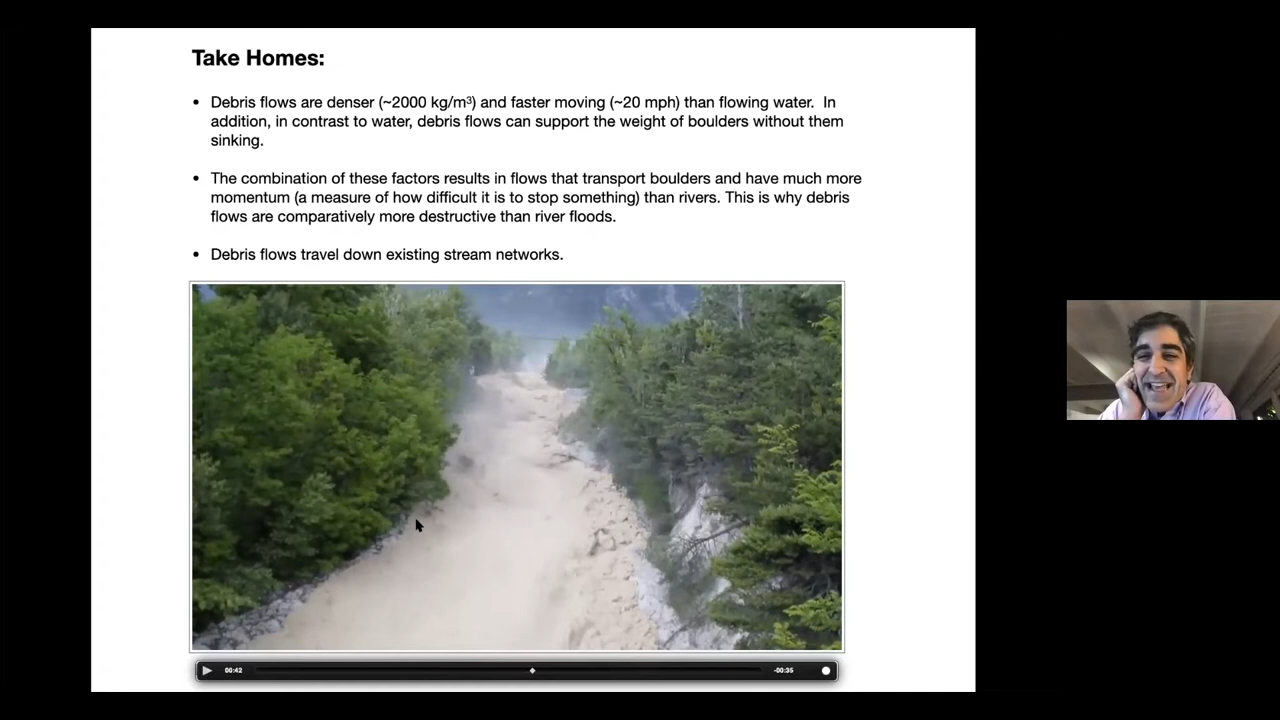 Take Homes:
• Debris flows are denser (~2000 kg/m³) and faster moving (~20 mph) than flowing water.  In
addition, in contrast to water, debris flows can support the weight of boulders without them
sinking.
• The combination of these factors results in flows that transport boulders and have much more
momentum (a measure of how difficult it is to stop something) than rivers. This is why debris
flows are comparatively more destructive than river floods.
• Debris flows travel down existing stream networks.
00:42 -00:35